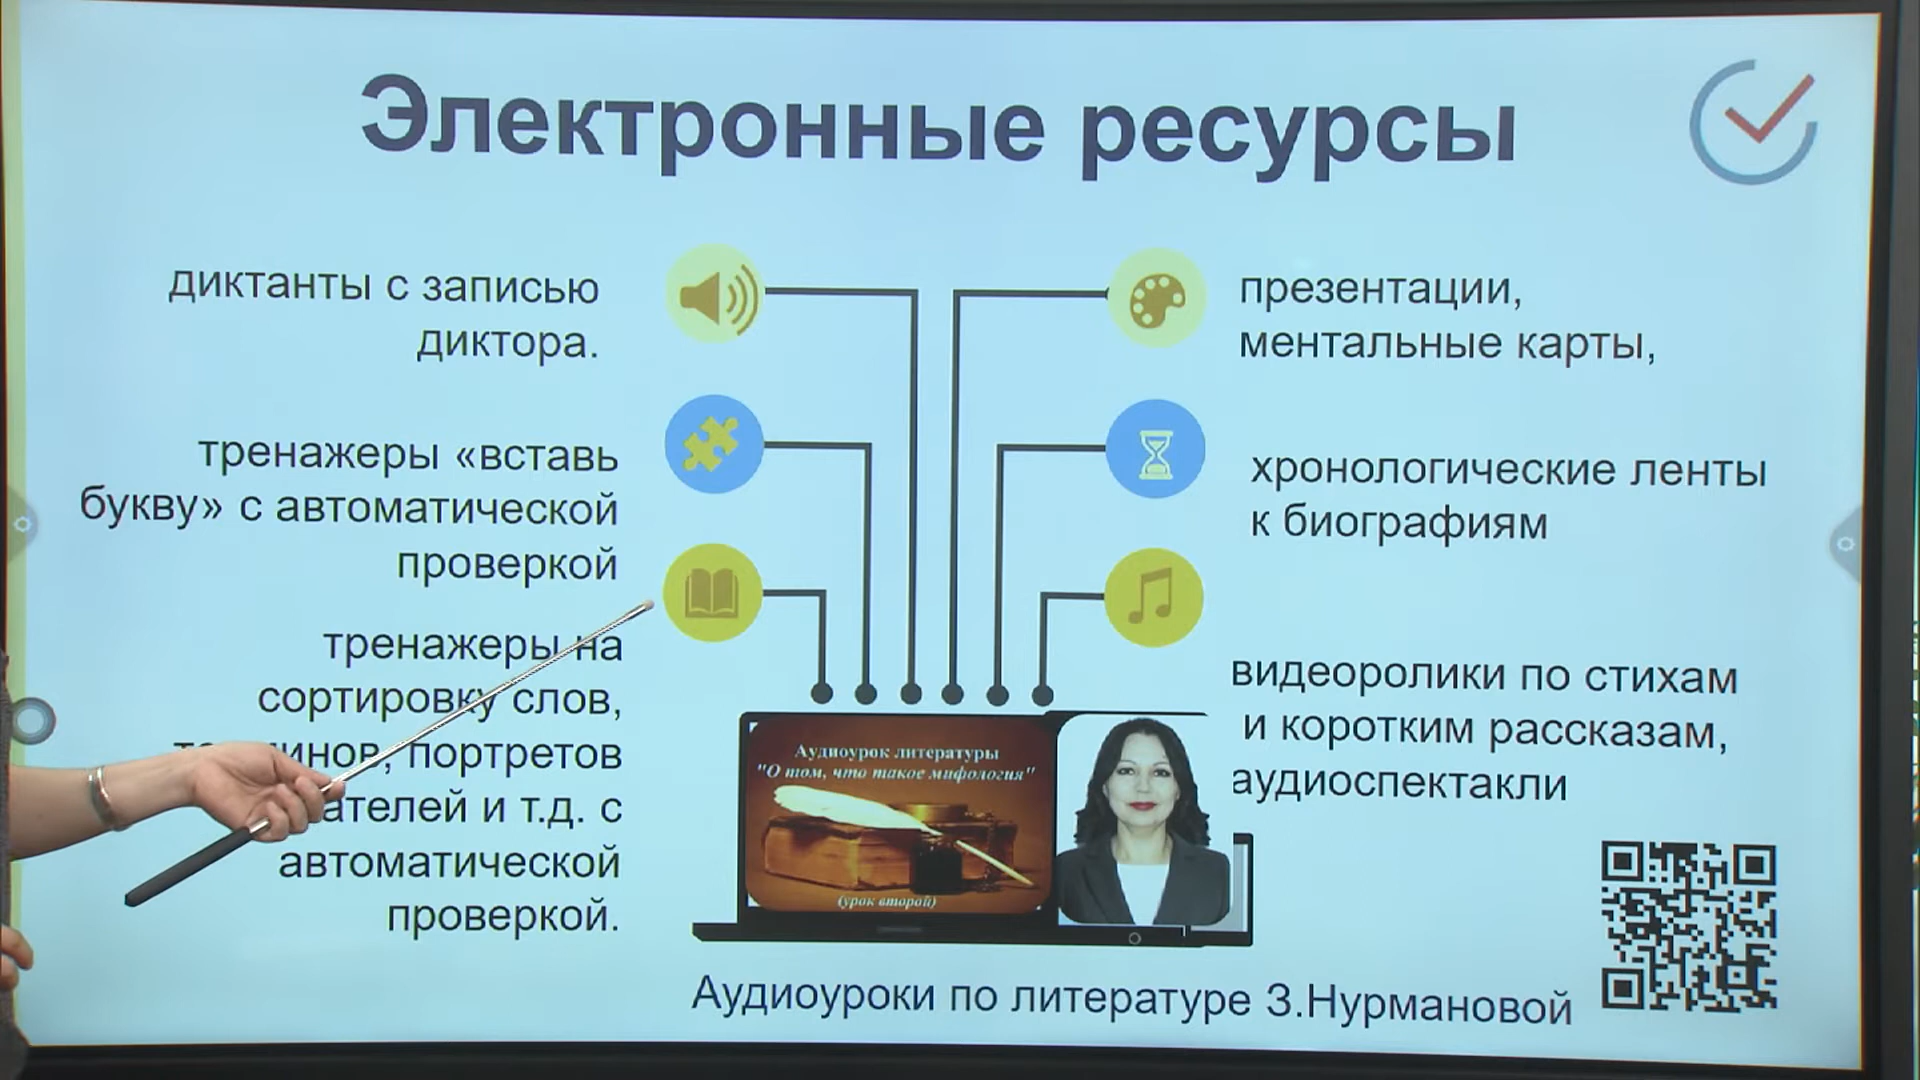 Электронные ресурсы
диктанты с записью
диктора.
тренажеры «вставь
букву» с автоматической
проверкой
тренажеры на
сортировку слов,
портретов
и т.д. с
автоматической
проверкой.
презентации,
ментальные карты,
хронологические ленты
к биографиям
видеоролики по стихам
и коротким рассказам,
аудиоспектакли
Аудиоурок литературы
"О том, что такое мифология"
(урок второй)
Аудиоуроки по литературе З.Нурмановой